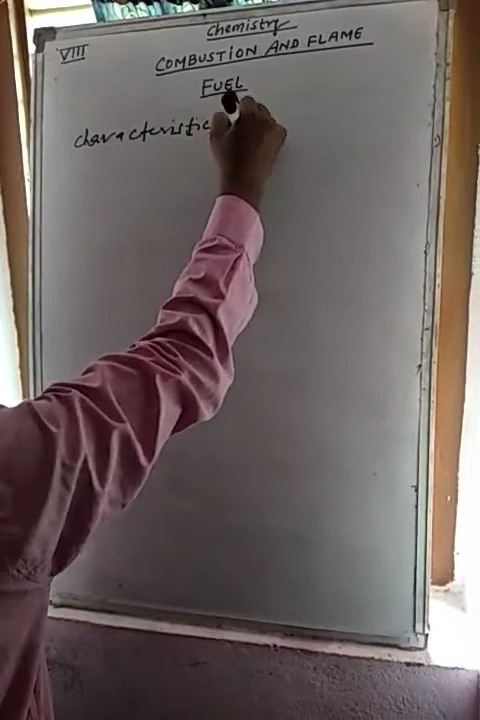 Chemistry
VIII
COMBUSTION AND FLAME
FUEL
characteristic